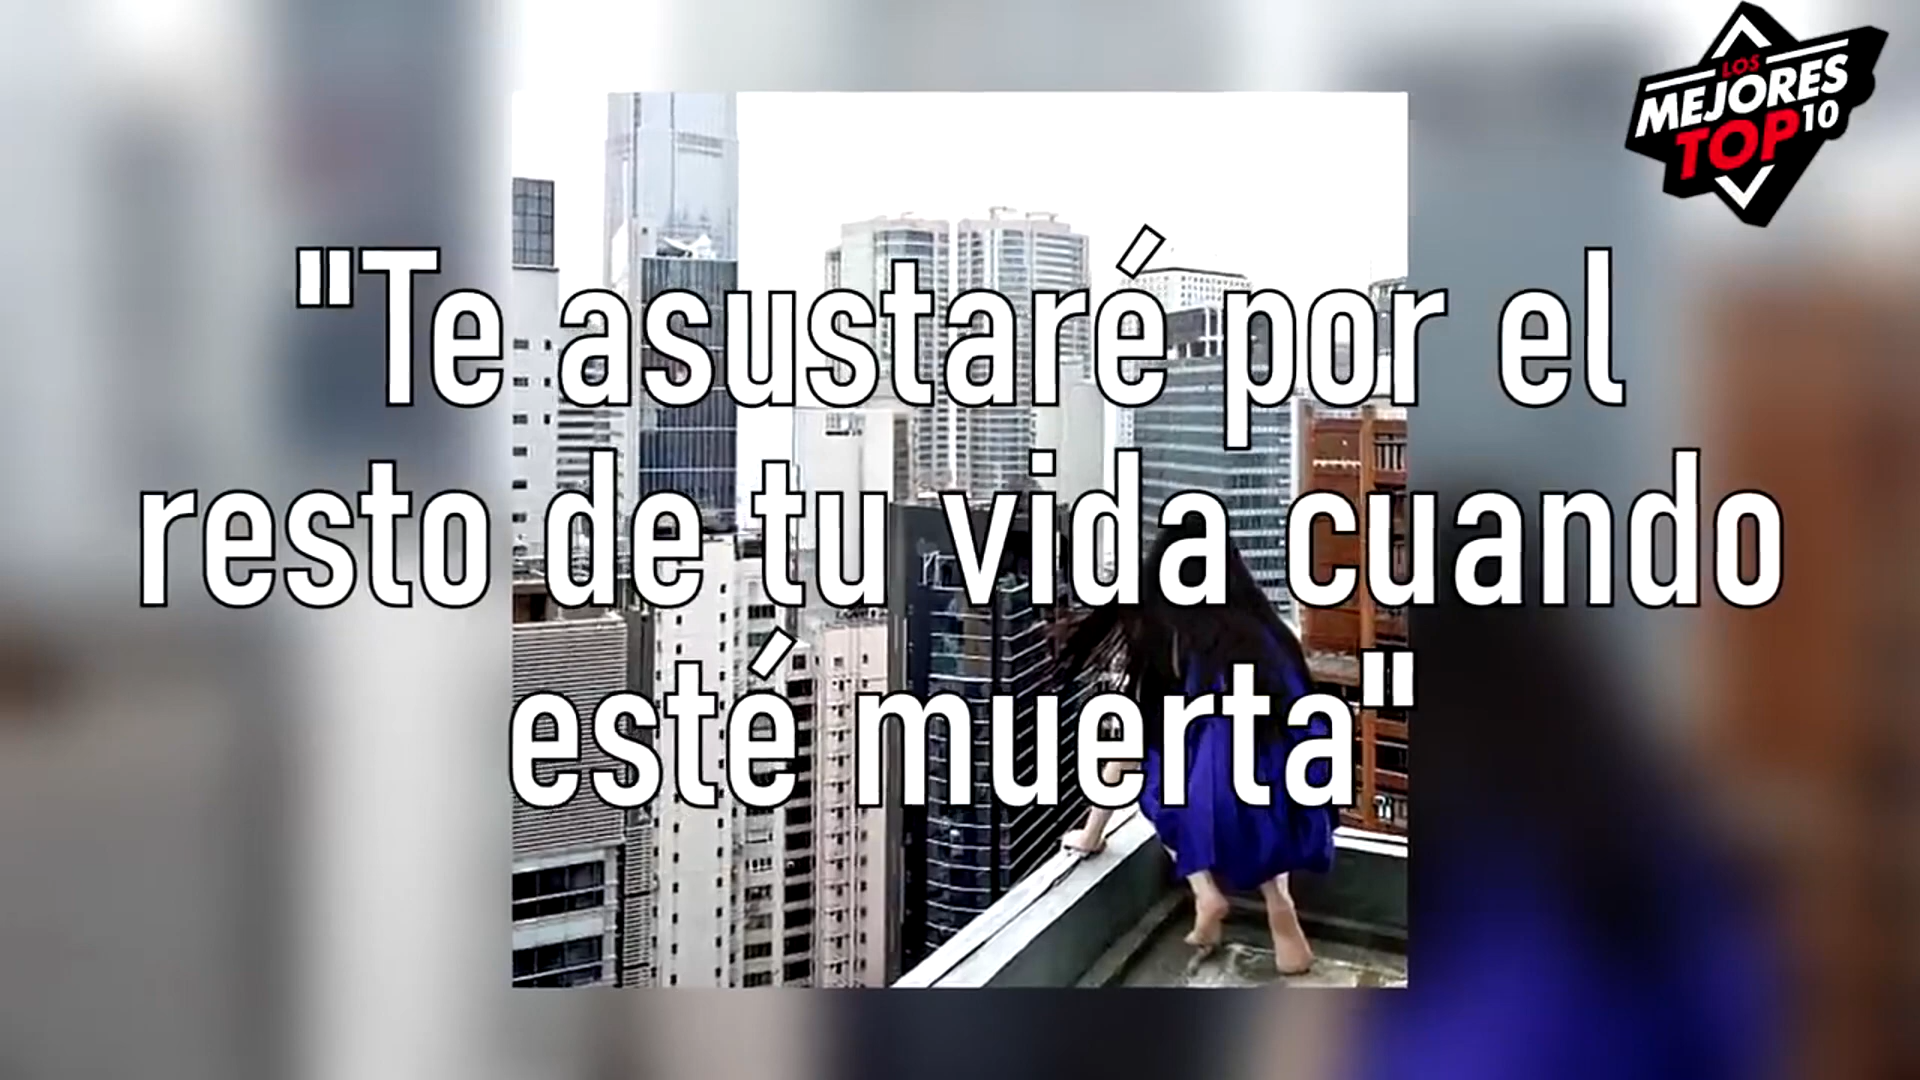 LOS
MEJORES
TOP 10
"Te asustaré por el
resto de tu vida cuando
esté muerta"